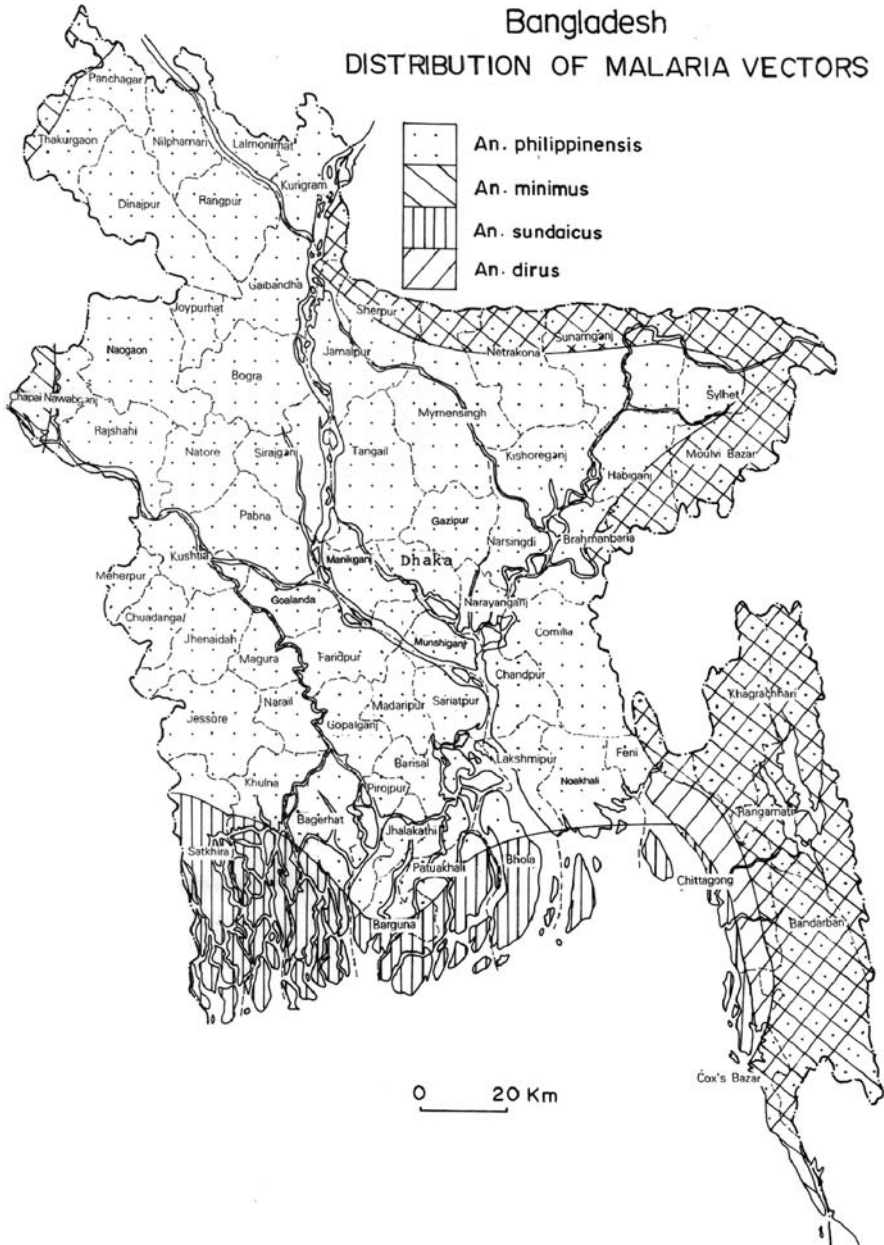 Bangladesh
DISTRIBUTION OF MALARIA VECTORS
An. philippinensis
An. minimus
An. sundaicus
An. dirus
Panchagar
Thakurgaon
Nilphamari
Lalmonirhat
Kurigram
Dinajpur
Rangpur
Gaibandha
Joypurhat
Sherpur
Sunamganj
Naogaon
Jamalpur
Netrakona
Bogra
Chapai Nawabganj
Mymensingh
Sylhet
Rajshahi
Natore
Sirajganj
Tangail
Kishoreganj
Moulvi Bazar
Habiganj
Pabna
Gazipur
Narsingdi
Brahmanbaria
Kushtia
Manikganj
Dhaka
Meherpur
Goalanda
Narayanganj
Chuadanga
Jhenaidah
Munshiganj
Comilla
Magura
Faridpur
Chandpur
Khagrachhari
Narail
Madaripur
Sariatpur
Jessore
Gopalganj
Barisal
Lakshmipur
Feni
Khulna
Pirojpur
Noakhali
Rangamati
Bagerhat
Jhalakathi
Satkhira
Patuakhali
Bhola
Chittagong
Barguna
Bandarban
Cox's Bazar
0 20 Km